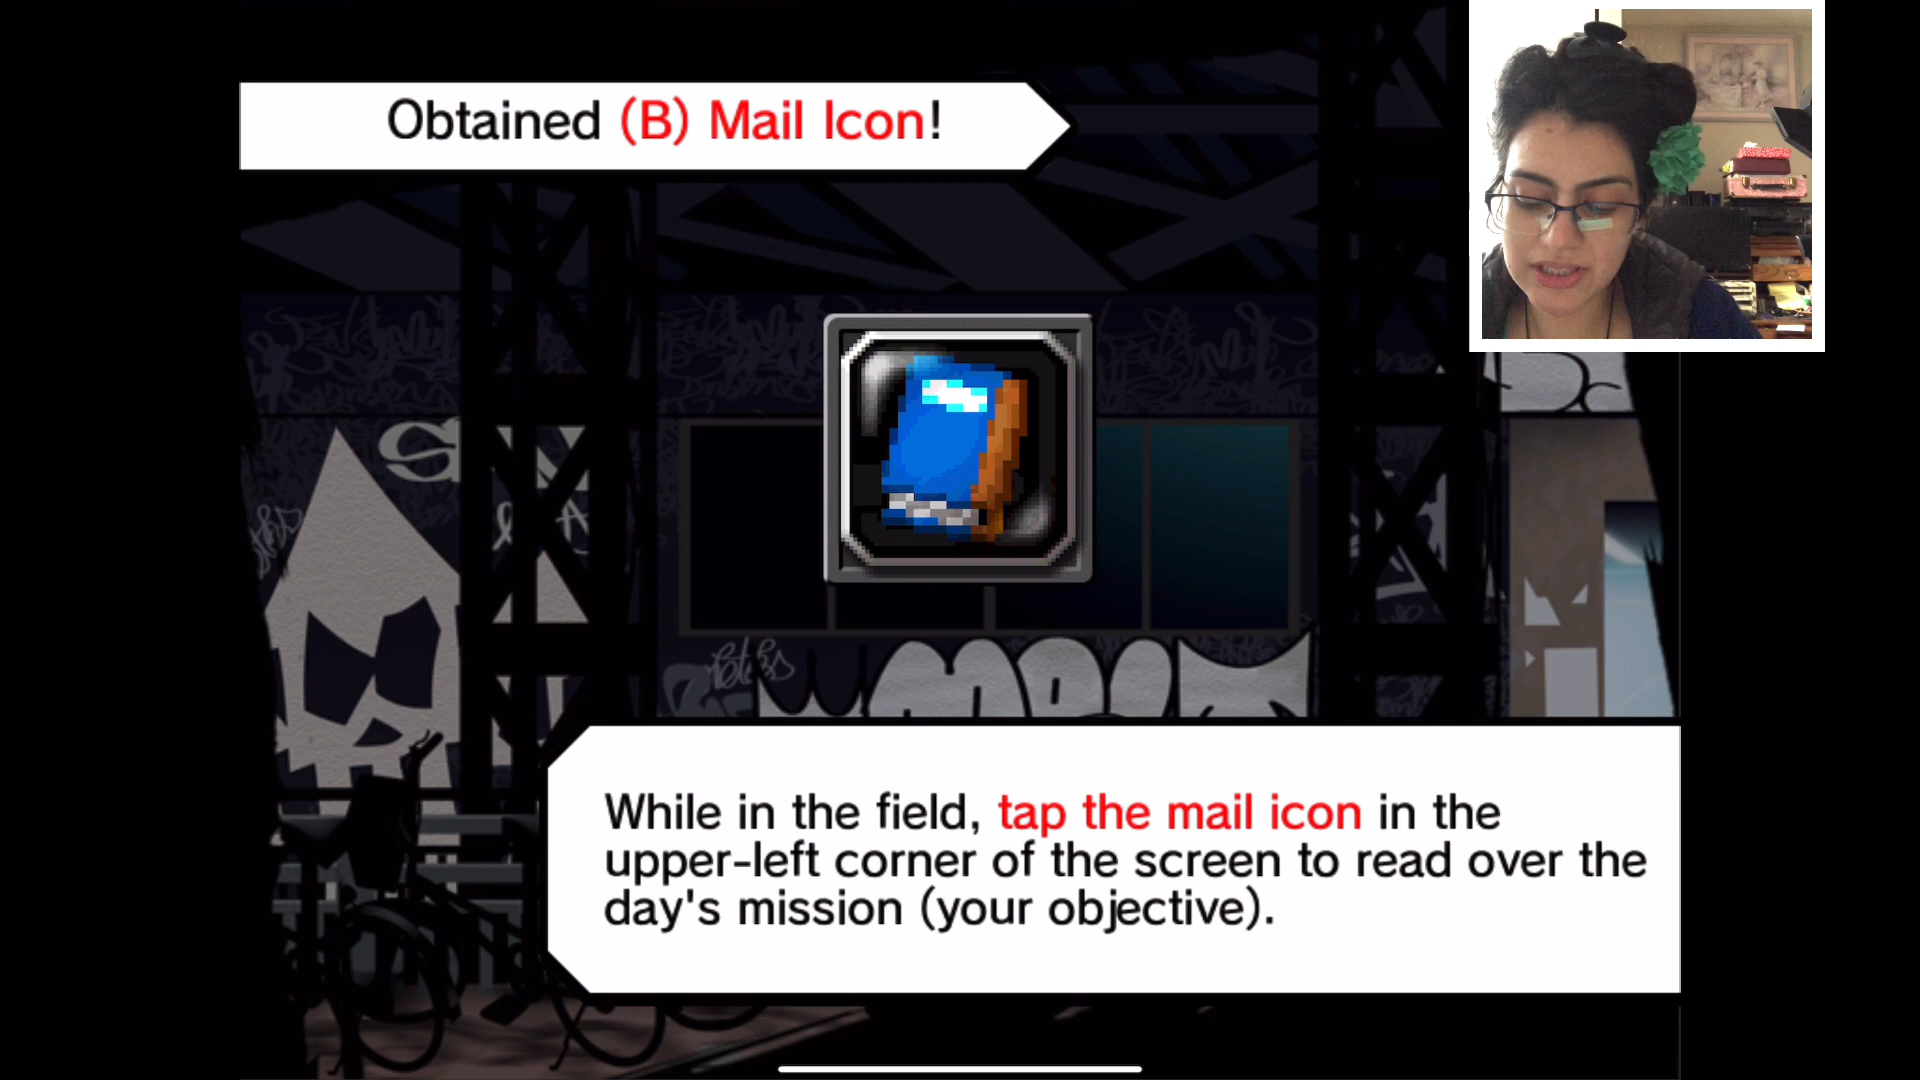 Obtained (B) Mail Icon!
While in the field, tap the mail icon in the
upper-left corner of the screen to read over the
day's mission (your objective).